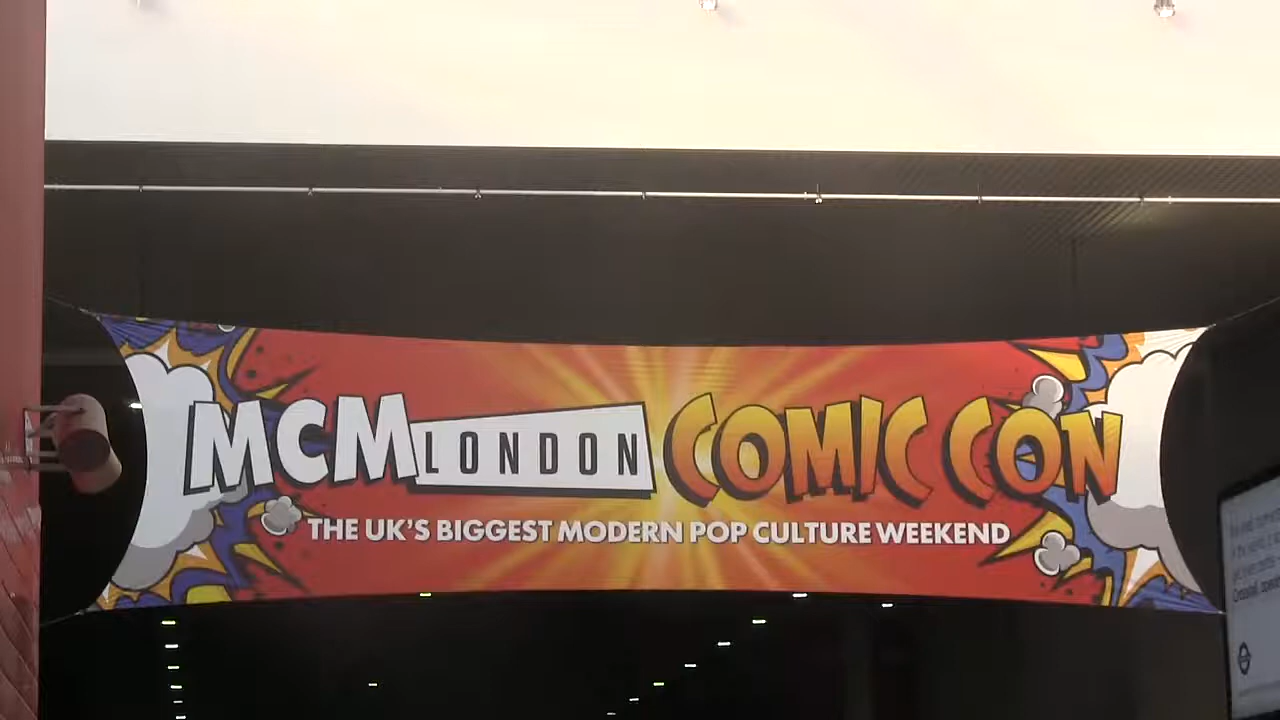 MCM LONDON COMIC CON
THE UK'S BIGGEST MODERN POP CULTURE WEEKEND